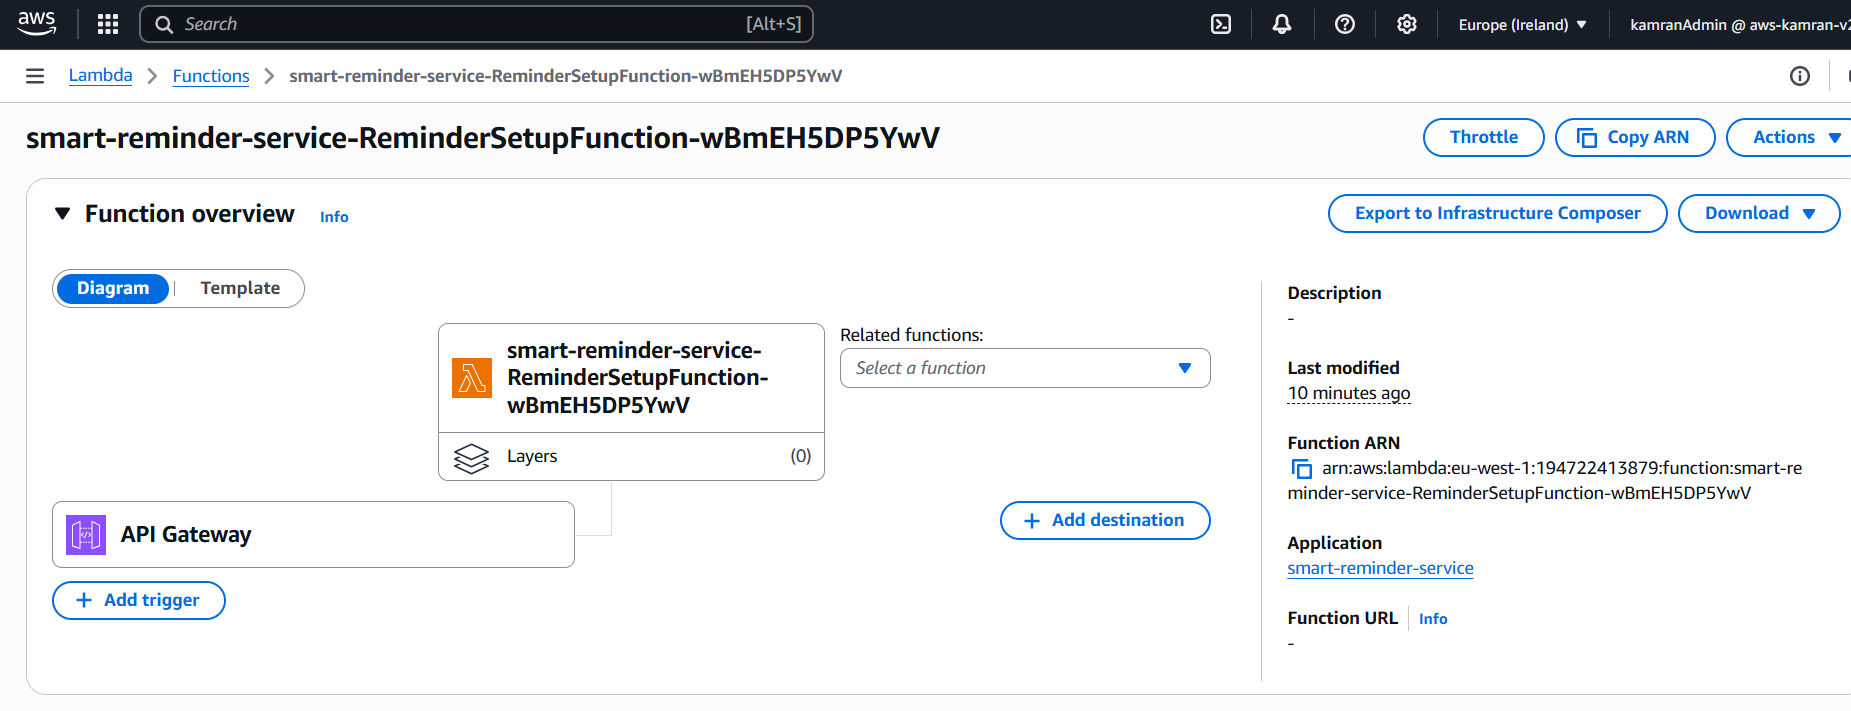 aws
Search [Alt+S]
Europe (Ireland)
kamranAdmin @ aws-kamran-v2
Lambda
Functions
smart-reminder-service-ReminderSetupFunction-wBmEH5DP5YwV
smart-reminder-service-ReminderSetupFunction-wBmEH5DP5YwV
Throttle
Copy ARN
Actions
Function overview Info
Export to Infrastructure Composer
Download
Diagram
Template
smart-reminder-service-
ReminderSetupFunction-
wBmEH5DP5YwV
Layers (0)
Related functions:
Select a function
API Gateway
+ Add destination
+ Add trigger
Description
-
Last modified
10 minutes ago
Function ARN
arn:aws:lambda:eu-west-1:194722413879:function:smart-re
minder-service-ReminderSetupFunction-wBmEH5DP5YwV
Application
smart-reminder-service
Function URL Info
-